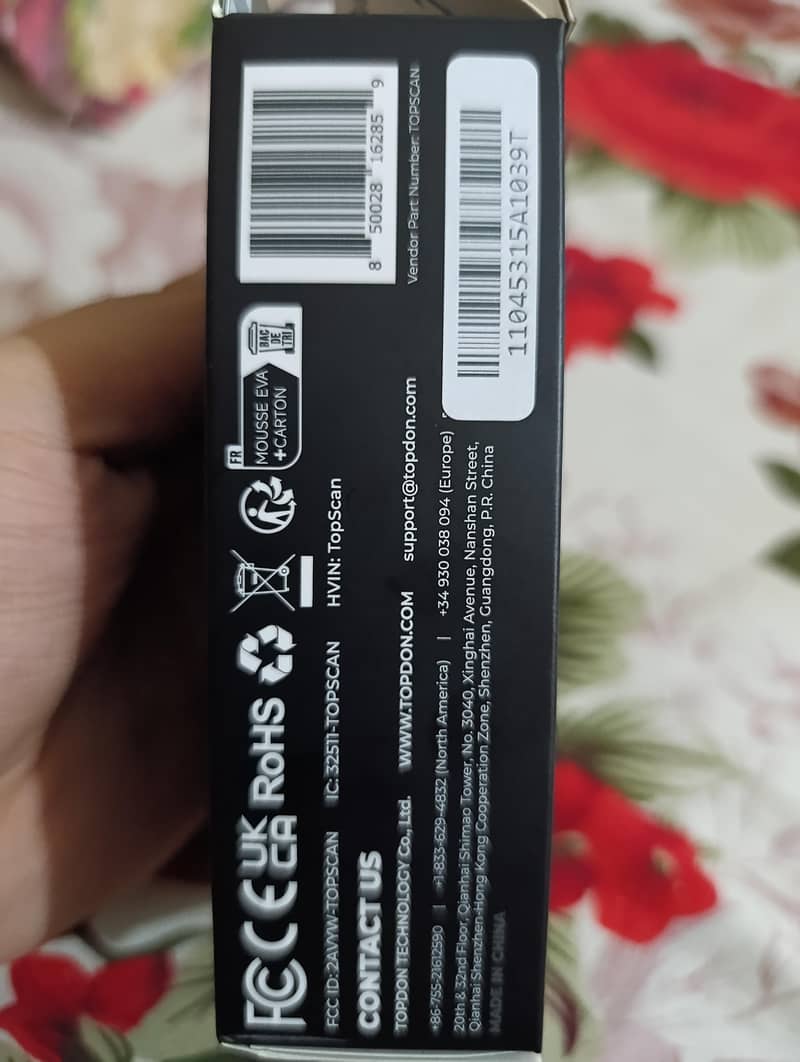 FC CE UK CA RoHS
FR
MOUSSE EVA
+CARTON
BAC
DE
TRI
8 50028 16285 9
FCC ID: 2AVYW-TOPSCAN IC: 32511-TOPSCAN HVIN: TopScan
CONTACT US
Vendor Part Number: TOPSCAN
TOPDON TECHNOLOGY Co., Ltd. WWW.TOPDON.COM support@topdon.com
+86-755-21612590 | +1-833-629-4832 (North America) | +34 930 038 094 (Europe)
20th & 32nd Floor, Qianhai Shimao Tower, No. 3040, Xinghai Avenue, Nanshan Street,
Qianhai Shenzhen-Hong Kong Cooperation Zone, Shenzhen, Guangdong, P.R. China
MADE IN CHINA
11045315A1039T